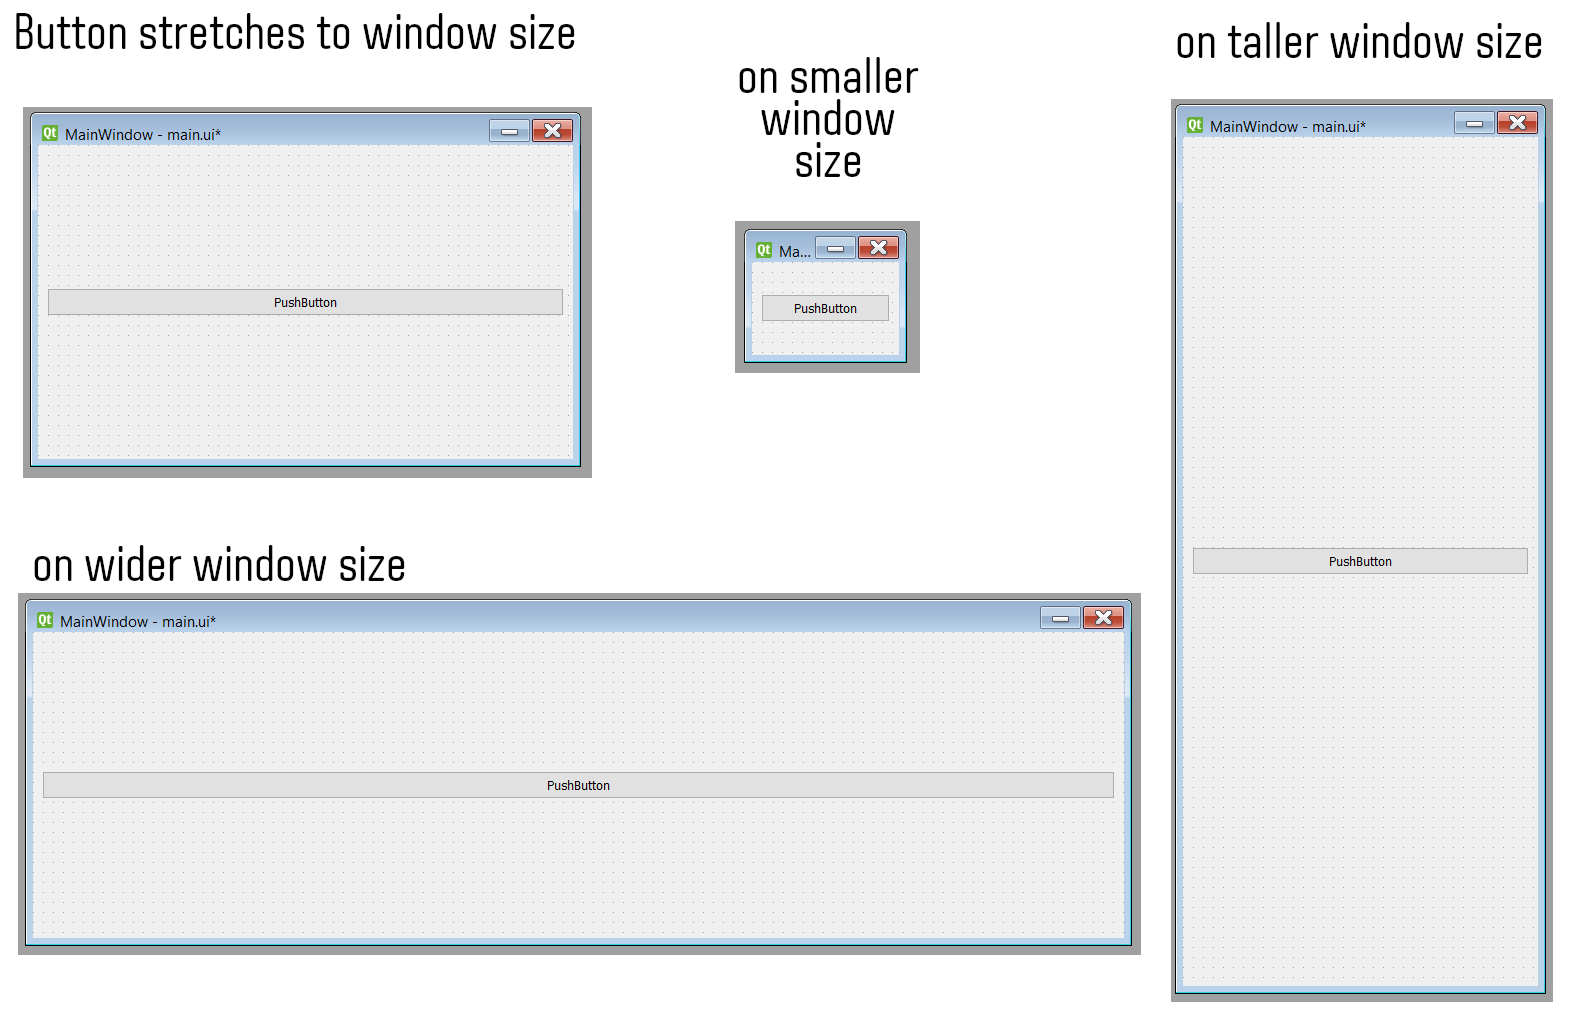 Button stretches to window size
Qt MainWindow - main.ui*
PushButton
on smaller
window
size
Qt Ma...
PushButton
on taller window size
Qt MainWindow - main.ui*
PushButton
on wider window size
Qt MainWindow - main.ui*
PushButton